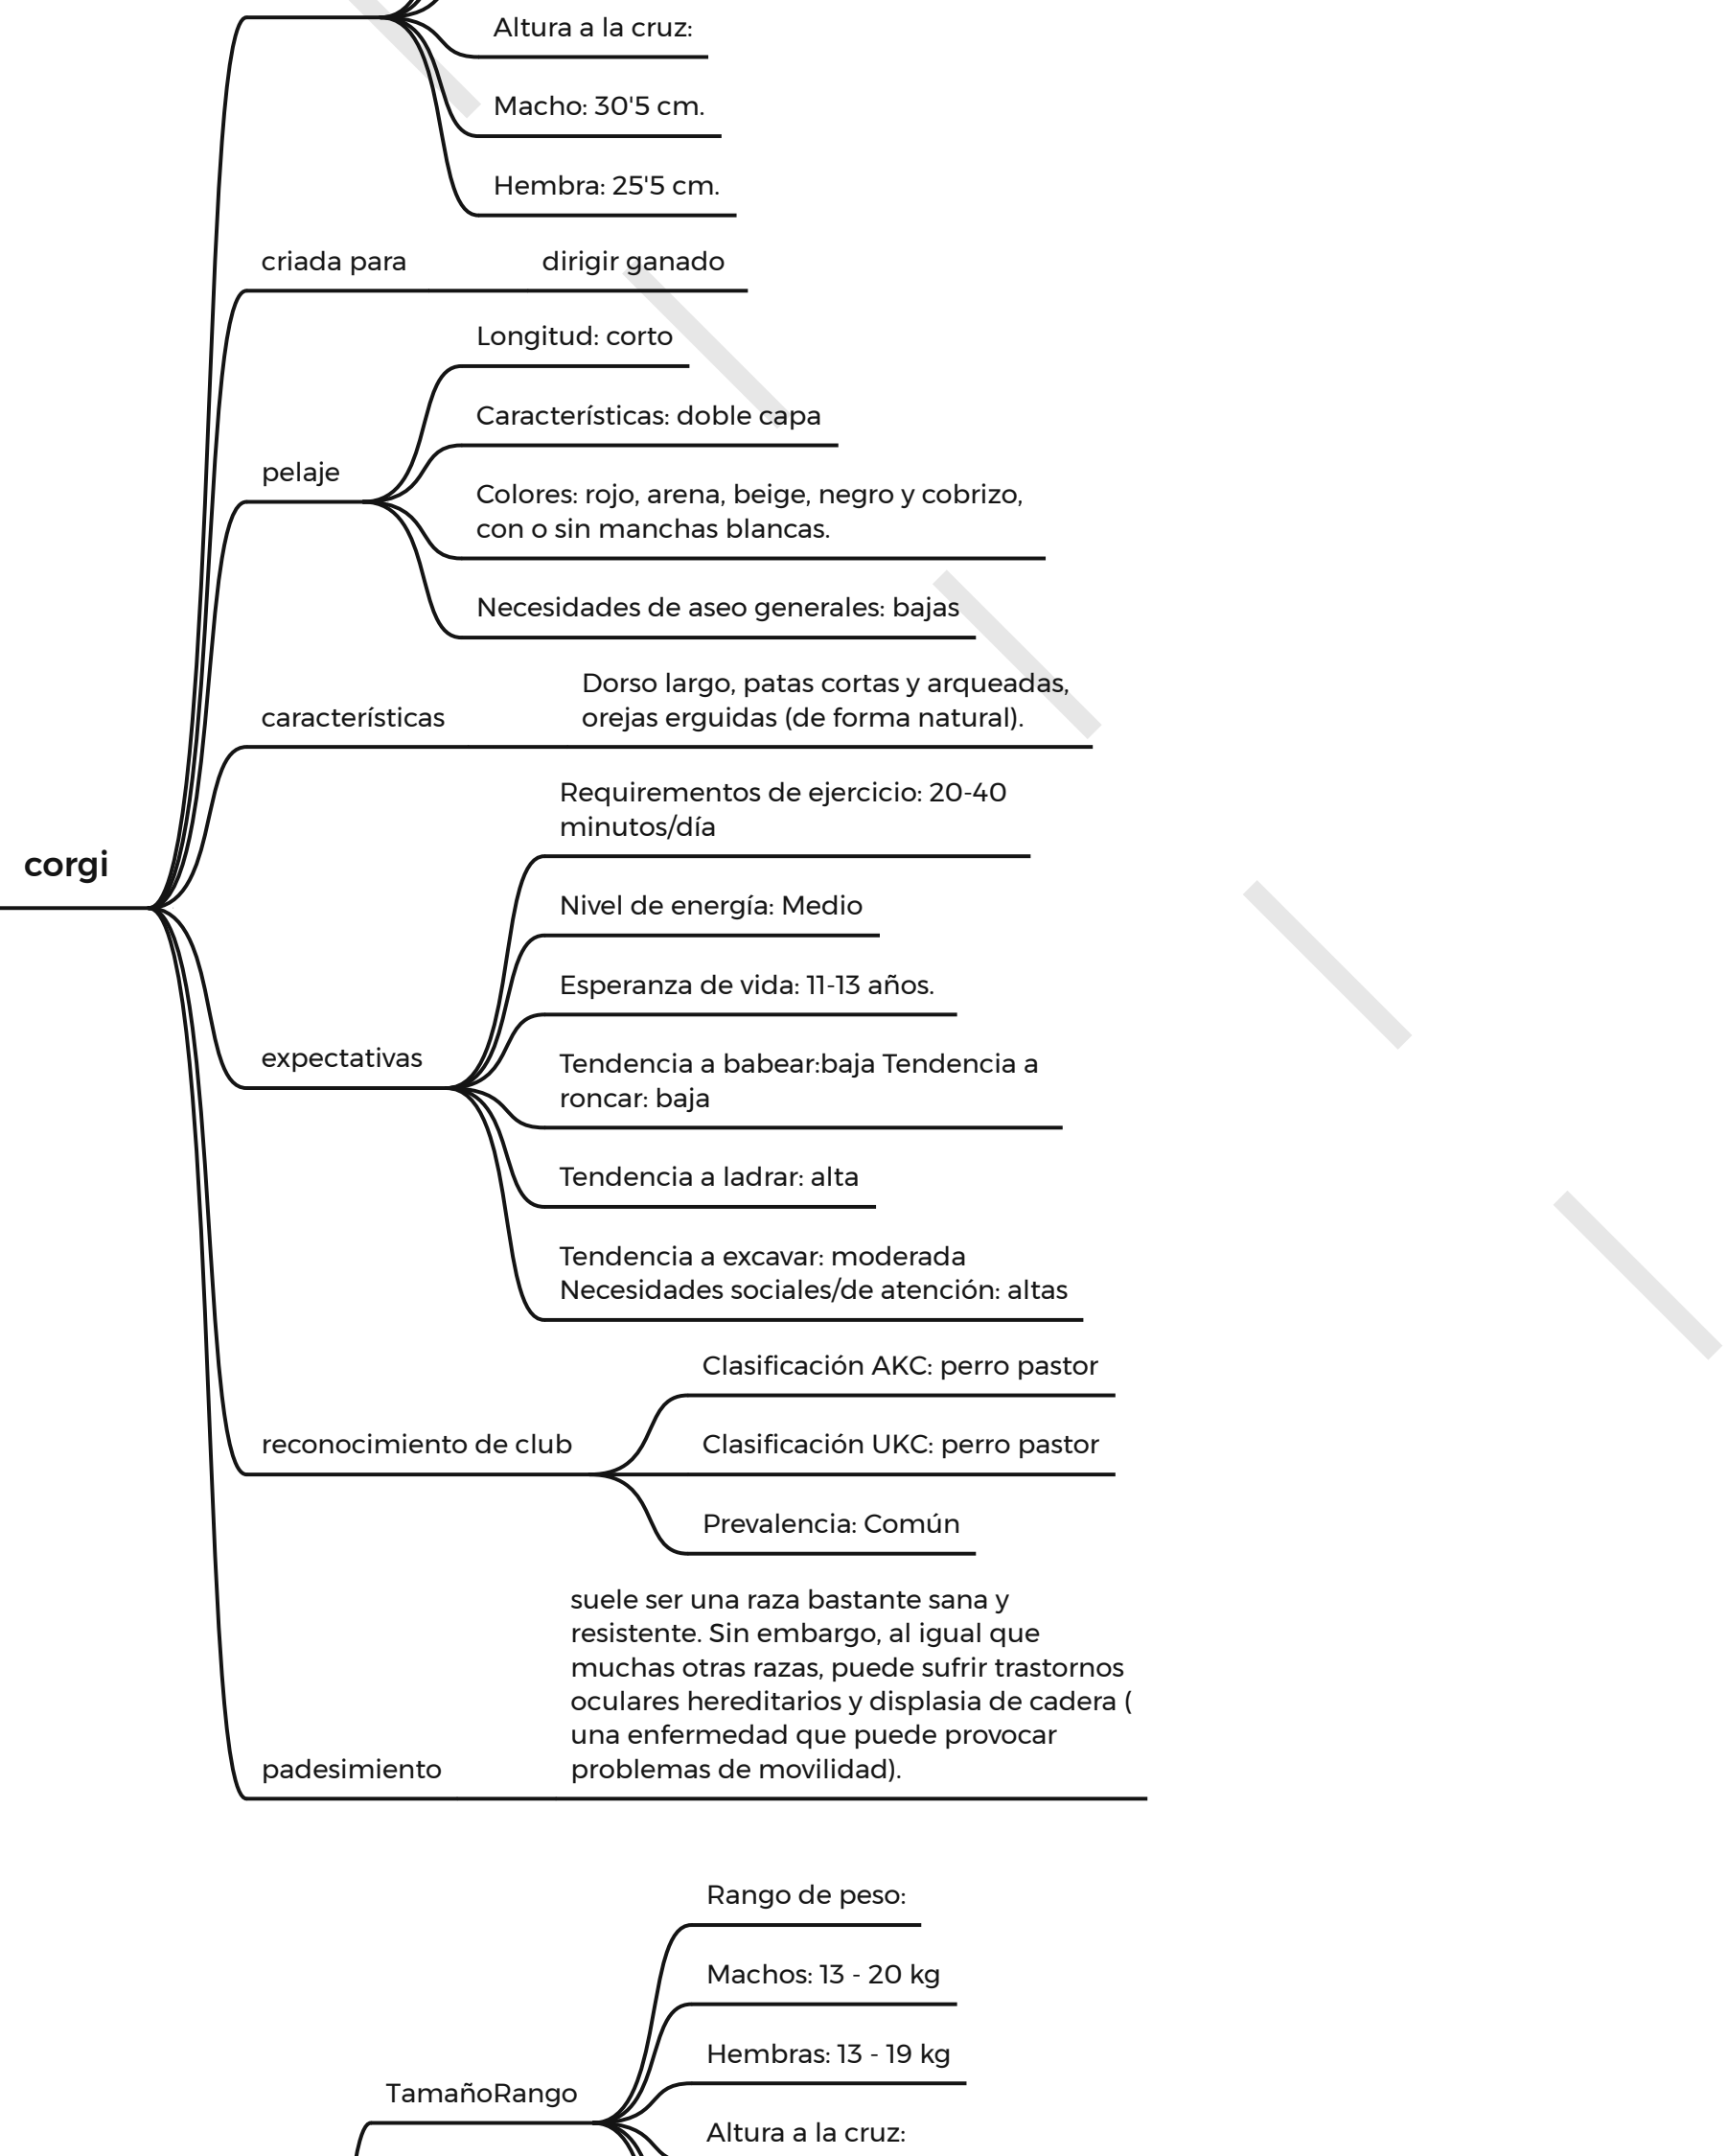 Altura a la cruz:
Macho: 30'5 cm.
Hembra: 25'5 cm.
criada para
dirigir ganado
Longitud: corto
Características: doble capa
Colores: rojo, arena, beige, negro y cobrizo,
con o sin manchas blancas.
pelaje
Necesidades de aseo generales: bajas
Dorso largo, patas cortas y arqueadas,
orejas erguidas (de forma natural).
características
Requirementos de ejercicio: 20-40
minutos/día
corgi
Nivel de energía: Medio
Esperanza de vida: 11-13 años.
expectativas
Tendencia a babear:baja Tendencia a
roncar: baja
Tendencia a ladrar: alta
Tendencia a excavar: moderada
Necesidades sociales/de atención: altas
Clasificación AKC: perro pastor
reconocimiento de club
Clasificación UKC: perro pastor
Prevalencia: Común
suele ser una raza bastante sana y
resistente. Sin embargo, al igual que
muchas otras razas, puede sufrir trastornos
oculares hereditarios y displasia de cadera (
una enfermedad que puede provocar
problemas de movilidad).
padesimiento
Rango de peso:
Machos: 13 - 20 kg
Hembras: 13 - 19 kg
TamañoRango
Altura a la cruz: